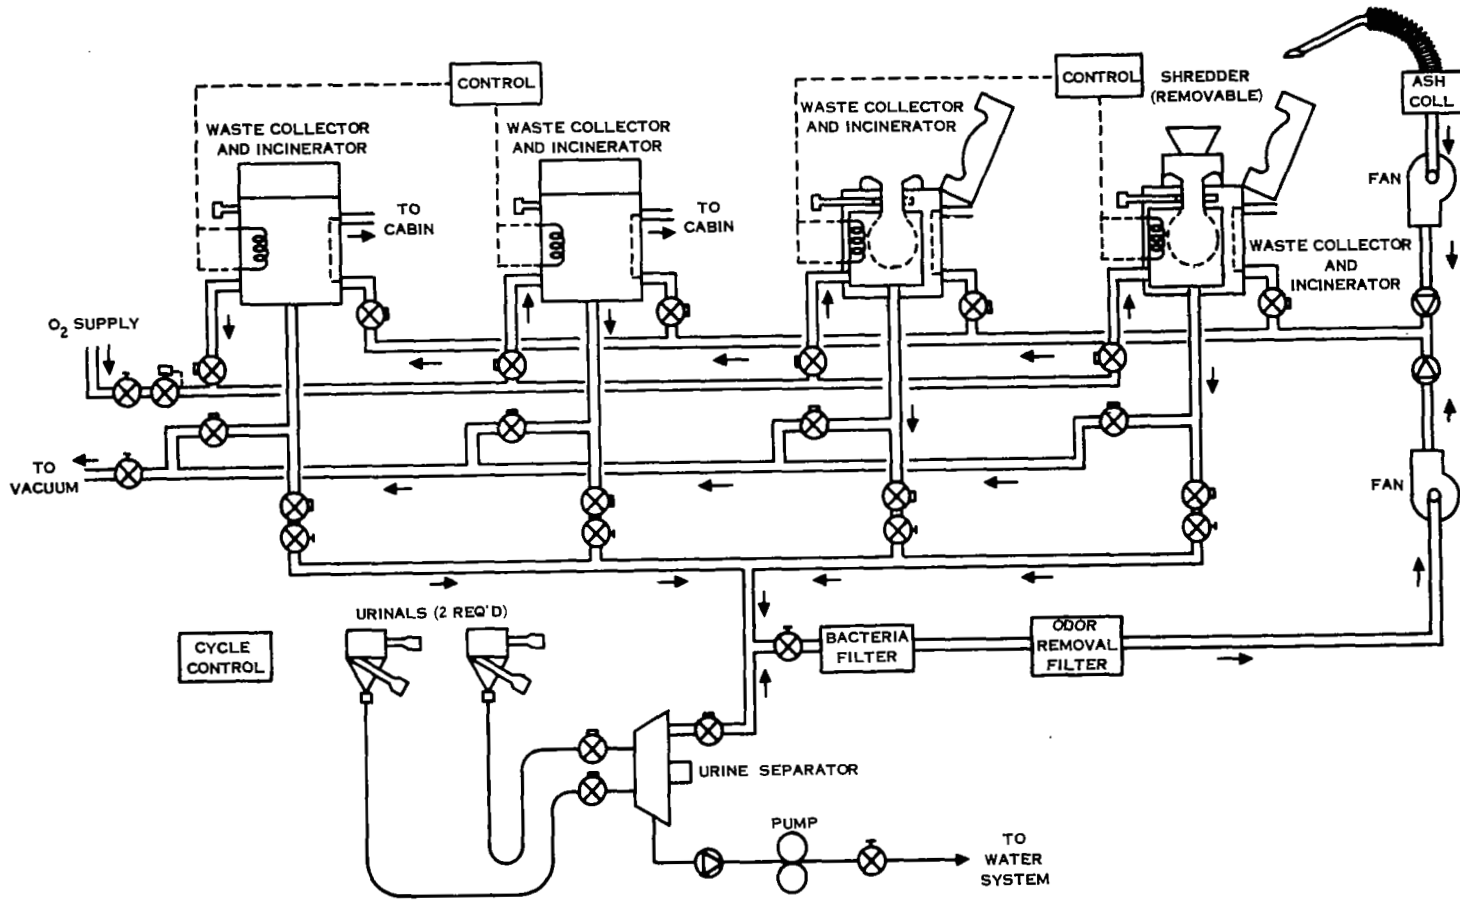 CONTROL
WASTE COLLECTOR
AND INCINERATOR
WASTE COLLECTOR
AND INCINERATOR
TO
CABIN
TO
CABIN
CONTROL
WASTE COLLECTOR
AND INCINERATOR
SHREDDER
(REMOVABLE)
ASH
COLL
FAN
WASTE COLLECTOR
AND
INCINERATOR
O2 SUPPLY
TO
VACUUM
FAN
URINALS (2 REQ'D)
CYCLE
CONTROL
BACTERIA
FILTER
ODOR
REMOVAL
FILTER
URINE SEPARATOR
PUMP
TO
WATER
SYSTEM